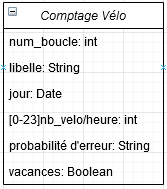 Comptage Vélo
num_boucle: int
libelle: String
jour: Date
[0-23]nb_velo/heure: int
probabilité d'erreur: String
vacances: Boolean